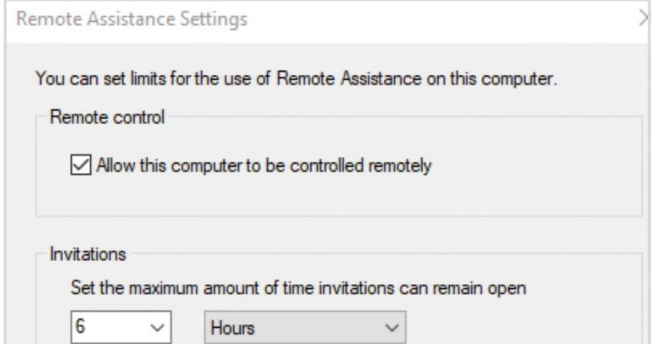 Remote Assistance Settings
You can set limits for the use of Remote Assistance on this computer.
Remote control
Allow this computer to be controlled remotely
Invitations
Set the maximum amount of time invitations can remain open
6 Hours